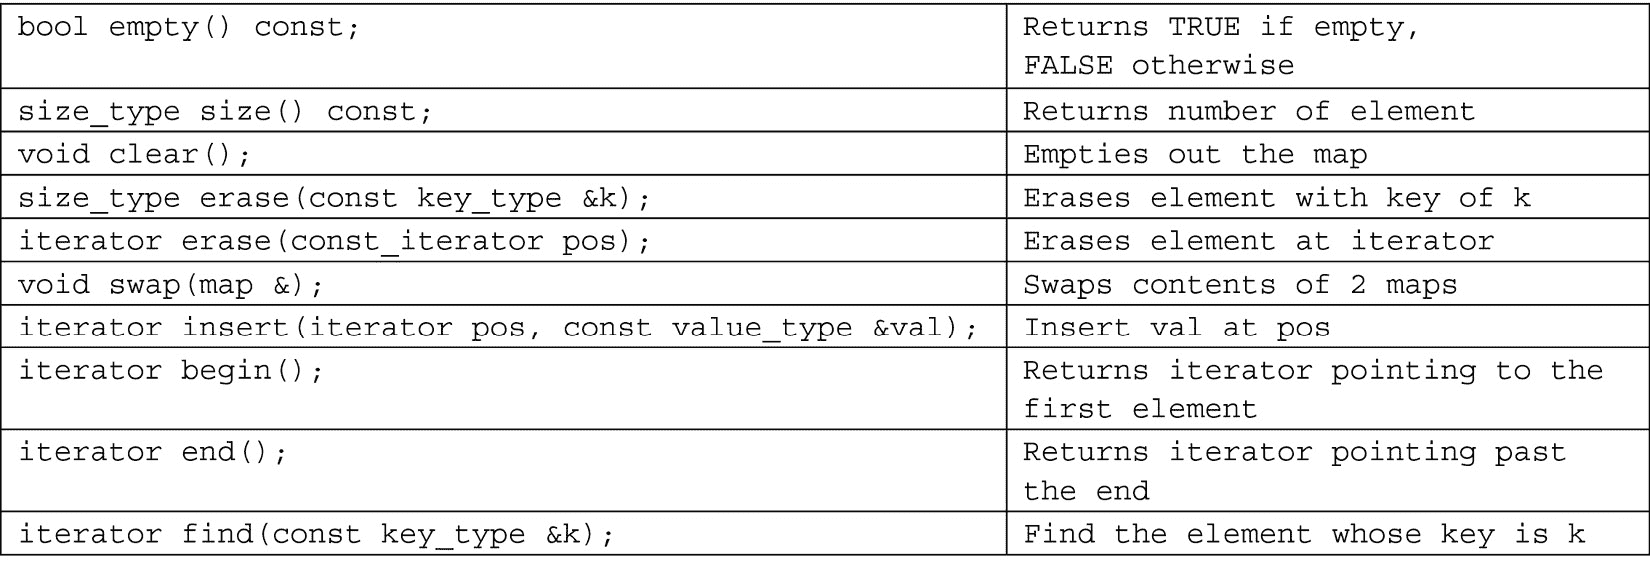 bool empty() const;
Returns TRUE if empty,
FALSE otherwise
size_type size() const;
Returns number of element
void clear();
Empties out the map
size_type erase(const key_type &k);
Erases element with key of k
iterator erase(const_iterator pos);
Erases element at iterator
void swap(map &);
Swaps contents of 2 maps
iterator insert(iterator pos, const value_type &val);
Insert val at pos
iterator begin();
Returns iterator pointing to the
first element
iterator end();
Returns iterator pointing past
the end
iterator find(const key_type &k);
Find the element whose key is k